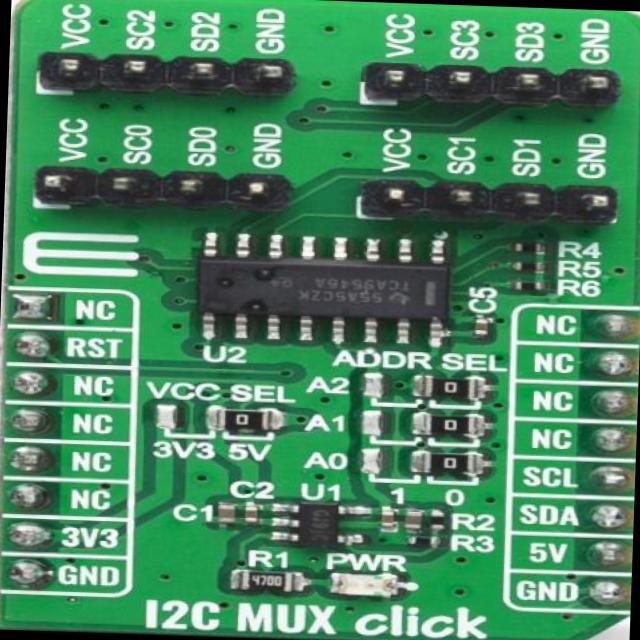 VCC SC2 SD2 GND
VCC SC3 SD3 GND
VCC SC0 SD0 GND
VCC SC1 SD1 GND
R4
R5
R6
TCA9546A
C5
U2
NC
RST
NC
NC
NC
NC
3V3
GND
VCC SEL
3V3 5V
ADDR SEL
A2
A1
A0
1 0
NC
NC
NC
NC
SCL
SDA
5V
GND
C2 U1
C1
R2
R3
R1 PWR
4700
I2C MUX click